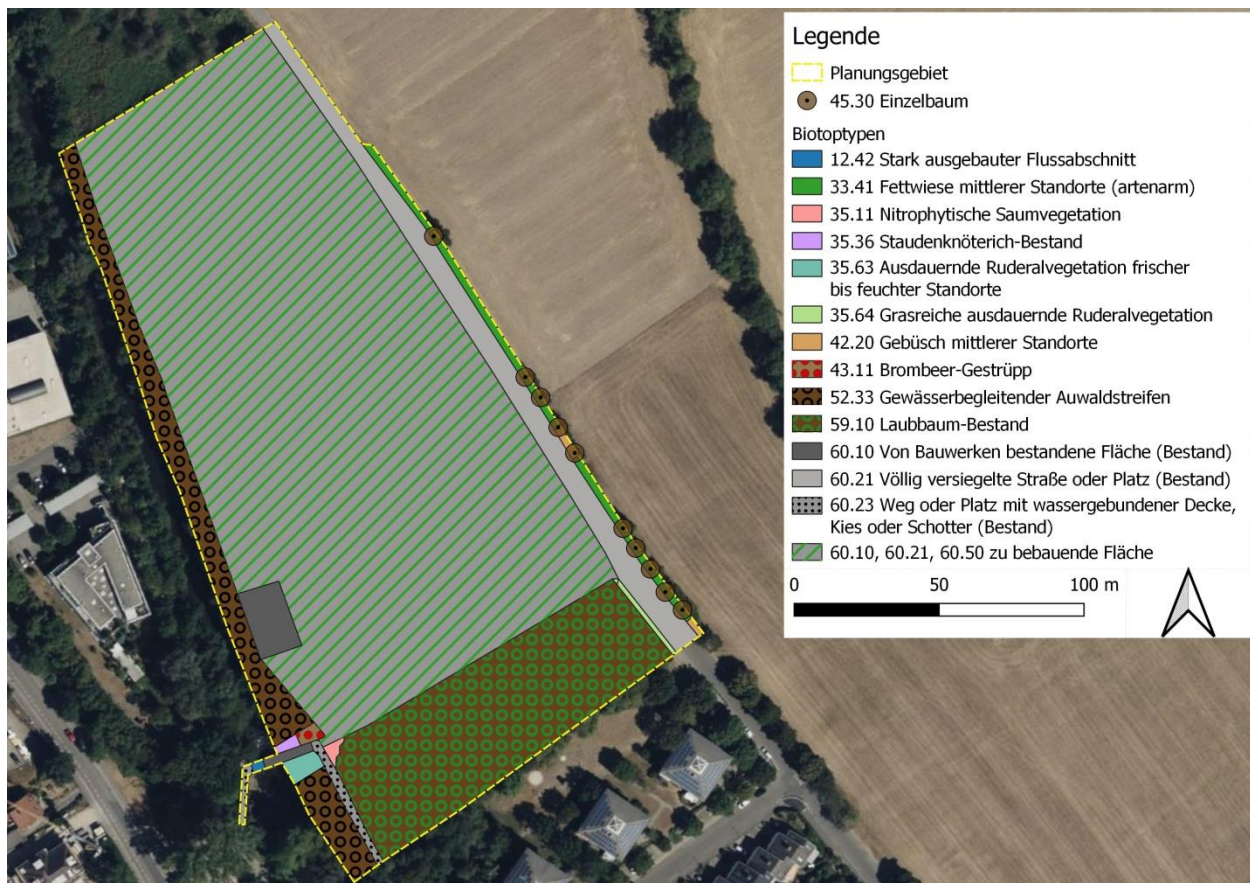 Legende
Planungsgebiet
45.30 Einzelbaum
Biotoptypen
12.42 Stark ausgebauter Flussabschnitt
33.41 Fettwiese mittlerer Standorte (artenarm)
35.11 Nitrophytische Saumvegetation
35.36 Staudenknöterich-Bestand
35.63 Ausdauernde Ruderalvegetation frischer
bis feuchter Standorte
35.64 Grasreiche ausdauernde Ruderalvegetation
42.20 Gebüsch mittlerer Standorte
43.11 Brombeer-Gestrüpp
52.33 Gewässerbegleitender Auwaldstreifen
59.10 Laubbaum-Bestand
60.10 Von Bauwerken bestandene Fläche (Bestand)
60.21 Völlig versiegelte Straße oder Platz (Bestand)
60.23 Weg oder Platz mit wassergebundener Decke,
Kies oder Schotter (Bestand)
60.10, 60.21, 60.50 zu bebauende Fläche
0 50 100 m